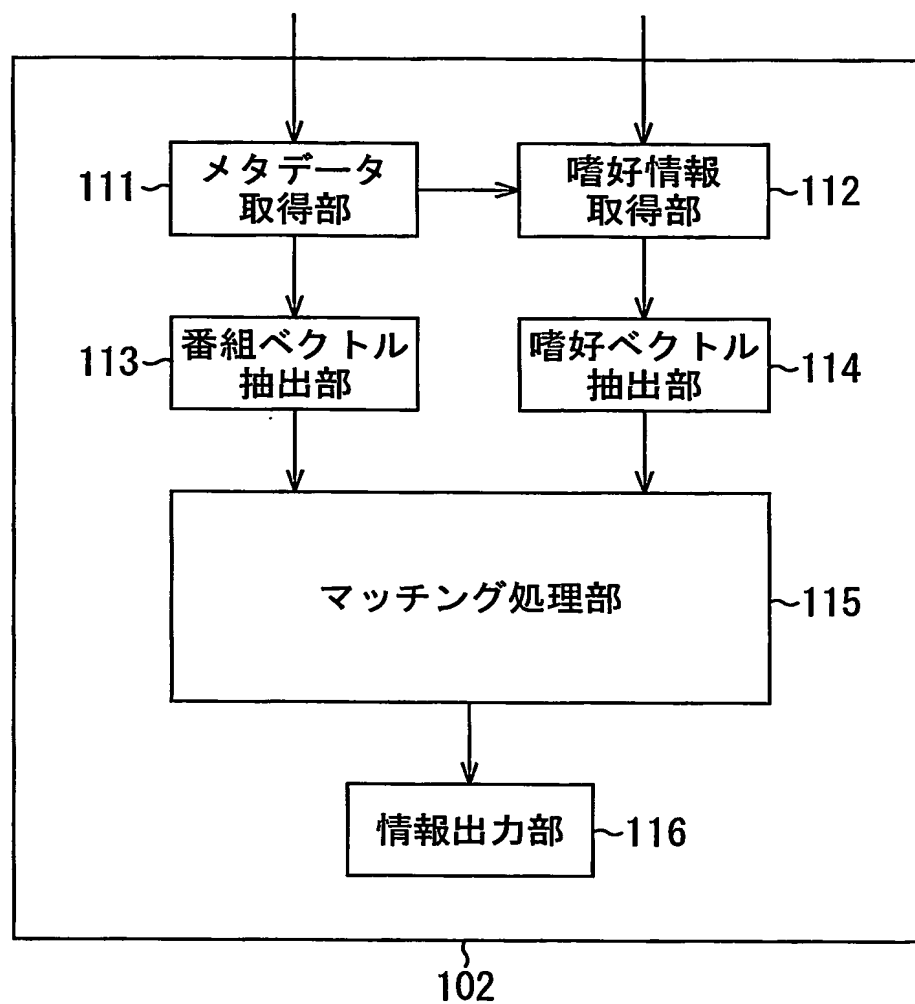 メタデータ
取得部
111
嗜好情報
取得部
112
番組ベクトル
抽出部
113
嗜好ベクトル
抽出部
114
マッチング処理部
115
情報出力部
116
102